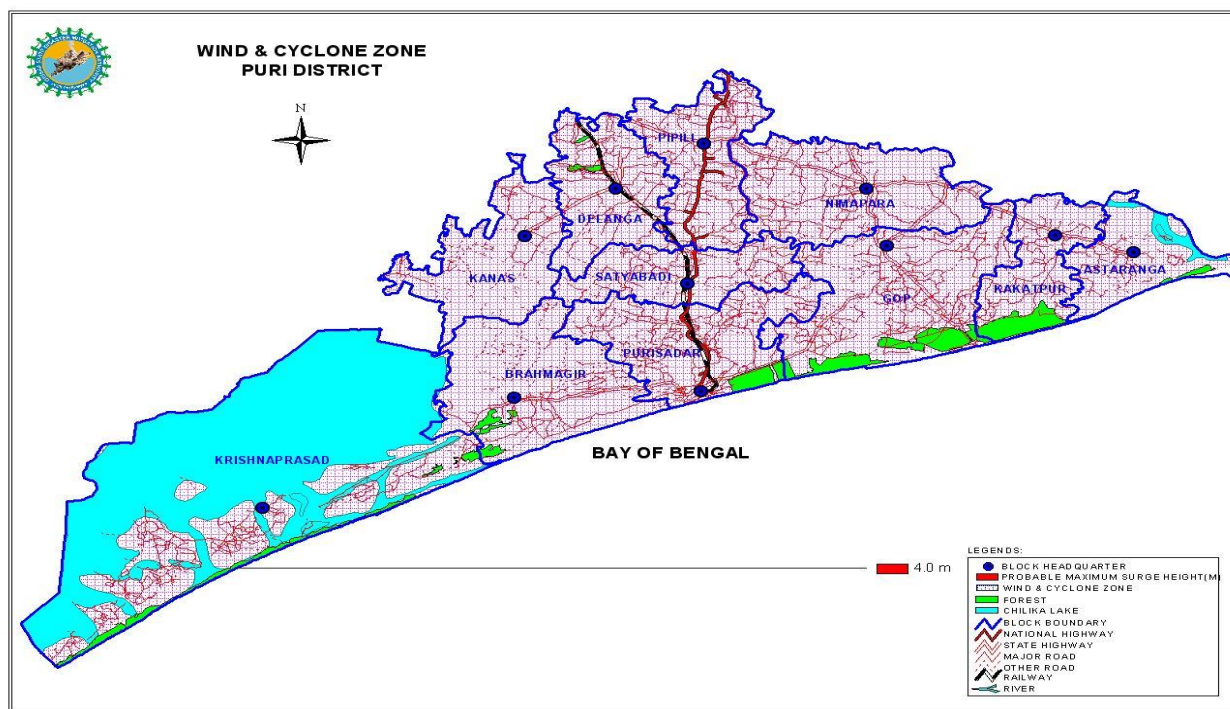 WIND & CYCLONE ZONE
PURI DISTRICT
N
PIPILI
NIMAPARA
DELANGA
KANAS
SATYABADI
GOP
KAKATPUR
ASTARANGA
PURISADAR
BRAHMAGIR
KRISHNAPRASAD
BAY OF BENGAL
4.0 m
LEGENDS:
BLOCK HEADQUARTER
PROBABLE MAXIMUM SURGE HEIGHT(M)
WIND & CYCLONE ZONE
FOREST
CHILIKA LAKE
BLOCK BOUNDARY
NATIONAL HIGHWAY
STATE HIGHWAY
MAJOR ROAD
OTHER ROAD
RAILWAY
RIVER